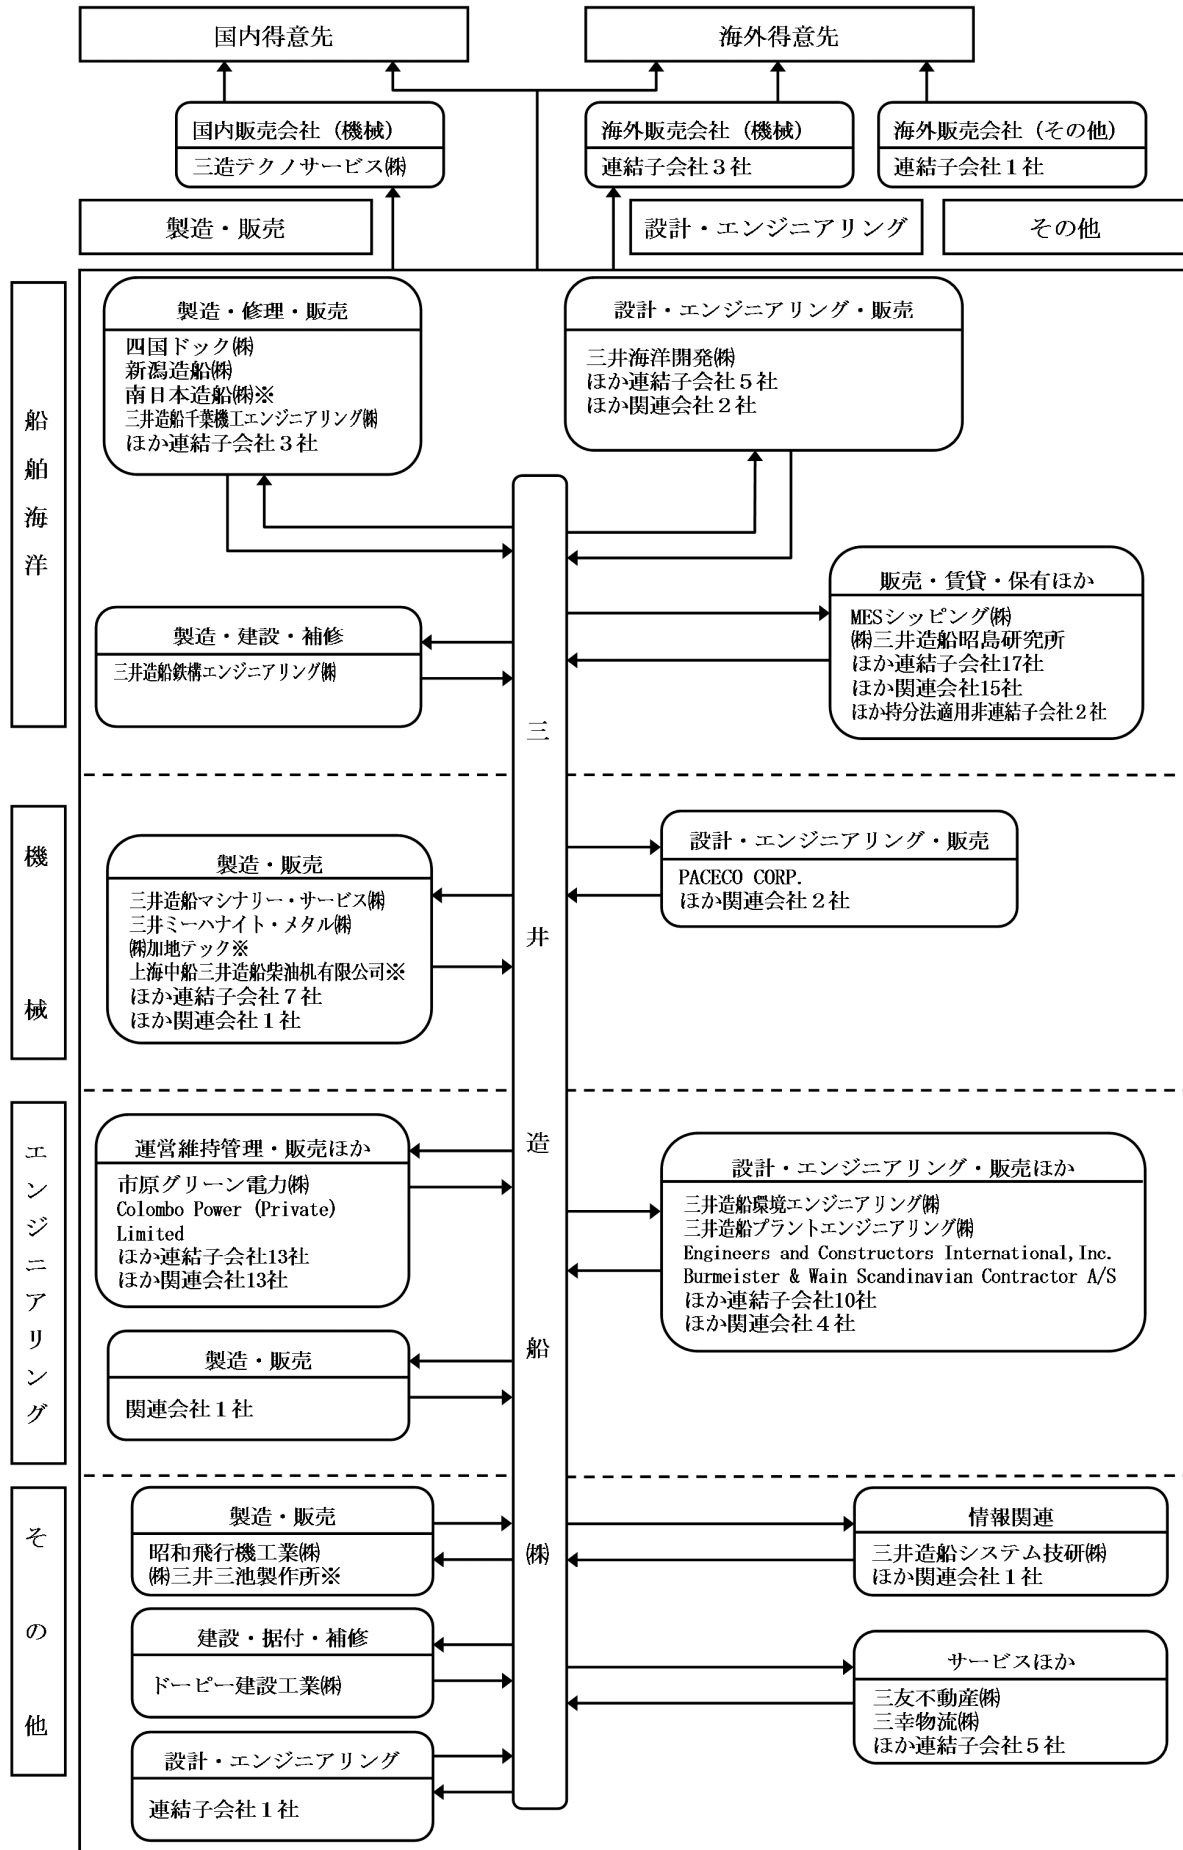 国内得意先
海外得意先
国内販売会社（機械）
三造テクノサービス㈱
海外販売会社（機械）
連結子会社３社
海外販売会社（その他）
連結子会社１社
製造・販売
設計・エンジニアリング
その他
船舶海洋
製造・修理・販売
四国ドック㈱
新潟造船㈱
南日本造船㈱※
三井造船千葉機工エンジニアリング㈱
ほか連結子会社３社
設計・エンジニアリング・販売
三井海洋開発㈱
ほか連結子会社５社
ほか関連会社２社
販売・賃貸・保有ほか
MESシッピング㈱
㈱三井造船昭島研究所
ほか連結子会社17社
ほか関連会社15社
ほか持分法適用非連結子会社２社
製造・建設・補修
三井造船鉄構エンジニアリング㈱
三井造船㈱
機械
製造・販売
三井造船マシナリー・サービス㈱
三井ミーハナイト・メタル㈱
㈱加地テック※
上海中船三井造船柴油机有限公司※
ほか連結子会社７社
ほか関連会社１社
設計・エンジニアリング・販売
PACECO CORP.
ほか関連会社２社
エンジニアリング
運営維持管理・販売ほか
市原グリーン電力㈱
Colombo Power (Private)
Limited
ほか連結子会社13社
ほか関連会社13社
設計・エンジニアリング・販売ほか
三井造船環境エンジニアリング㈱
三井造船プラントエンジニアリング㈱
Engineers and Constructors International,Inc.
Burmeister & Wain Scandinavian Contractor A/S
ほか連結子会社10社
ほか関連会社４社
製造・販売
関連会社１社
その他
製造・販売
昭和飛行機工業㈱
㈱三井三池製作所※
情報関連
三井造船システム技研㈱
ほか関連会社１社
建設・据付・補修
ドーピー建設工業㈱
サービスほか
三友不動産㈱
三幸物流㈱
ほか連結子会社５社
設計・エンジニアリング
連結子会社１社